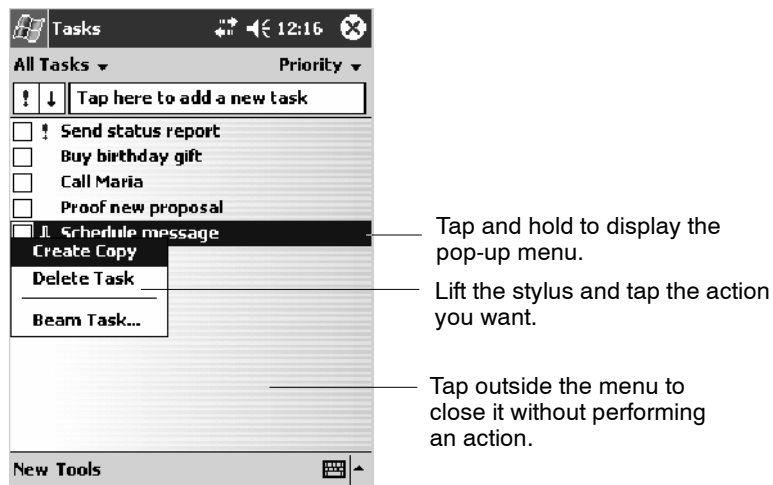 Tasks 12:16
All Tasks Priority
Tap here to add a new task
Send status report
Buy birthday gift
Call Maria
Proof new proposal
Schedule message
Create Copy
Delete Task
Beam Task...
Tap and hold to display the
pop-up menu.
Lift the stylus and tap the action
you want.
Tap outside the menu to
close it without performing
an action.
New Tools